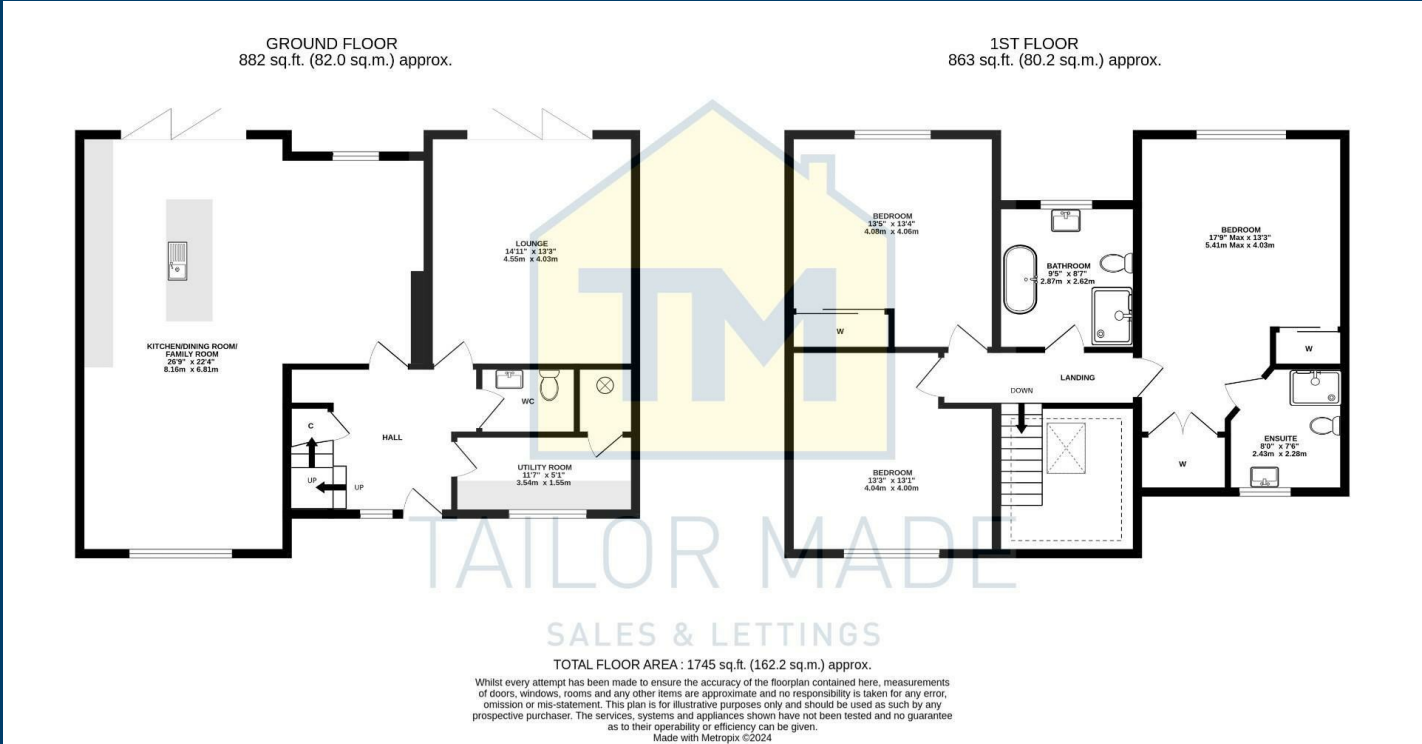 GROUND FLOOR
882 sq.ft. (82.0 sq.m.) approx.
KITCHEN/DINING ROOM/
FAMILY ROOM
26'9" x 22'4"
8.16m x 6.81m
LOUNGE
14'11" x 13'3"
4.55m x 4.03m
WC
C
HALL
UP
UP
UTILITY ROOM
11'7" x 5'1"
3.54m x 1.55m
1ST FLOOR
863 sq.ft. (80.2 sq.m.) approx.
BEDROOM
13'5" x 13'4"
4.08m x 4.06m
W
BATHROOM
9'5" x 8'7"
2.87m x 2.62m
BEDROOM
17'9" Max x 13'3"
5.41m Max x 4.03m
W
LANDING
DOWN
BEDROOM
13'3" x 13'1"
4.04m x 4.00m
W
ENSUITE
8'0" x 7'6"
2.43m x 2.28m
TM
TAILOR MADE
SALES & LETTINGS
TOTAL FLOOR AREA : 1745 sq.ft. (162.2 sq.m.) approx.
Whilst every attempt has been made to ensure the accuracy of the floorplan contained here, measurements
of doors, windows, rooms and any other items are approximate and no responsibility is taken for any error,
omission or mis-statement. This plan is for illustrative purposes only and should be used as such by any
prospective purchaser. The services, systems and appliances shown have not been tested and no guarantee
as to their operability or efficiency can be given.
Made with Metropix ©2024